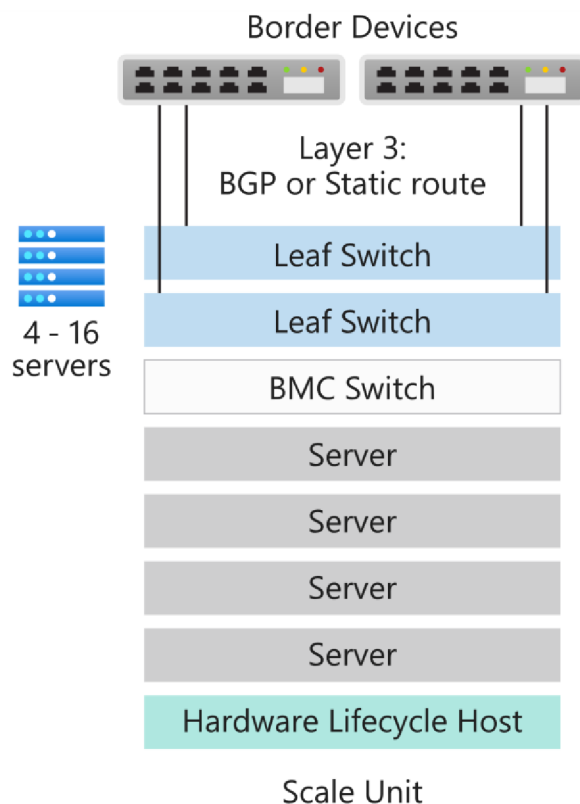 Border Devices
Layer 3:
BGP or Static route
Leaf Switch
4 - 16
servers
Leaf Switch
BMC Switch
Server
Server
Server
Server
Hardware Lifecycle Host
Scale Unit